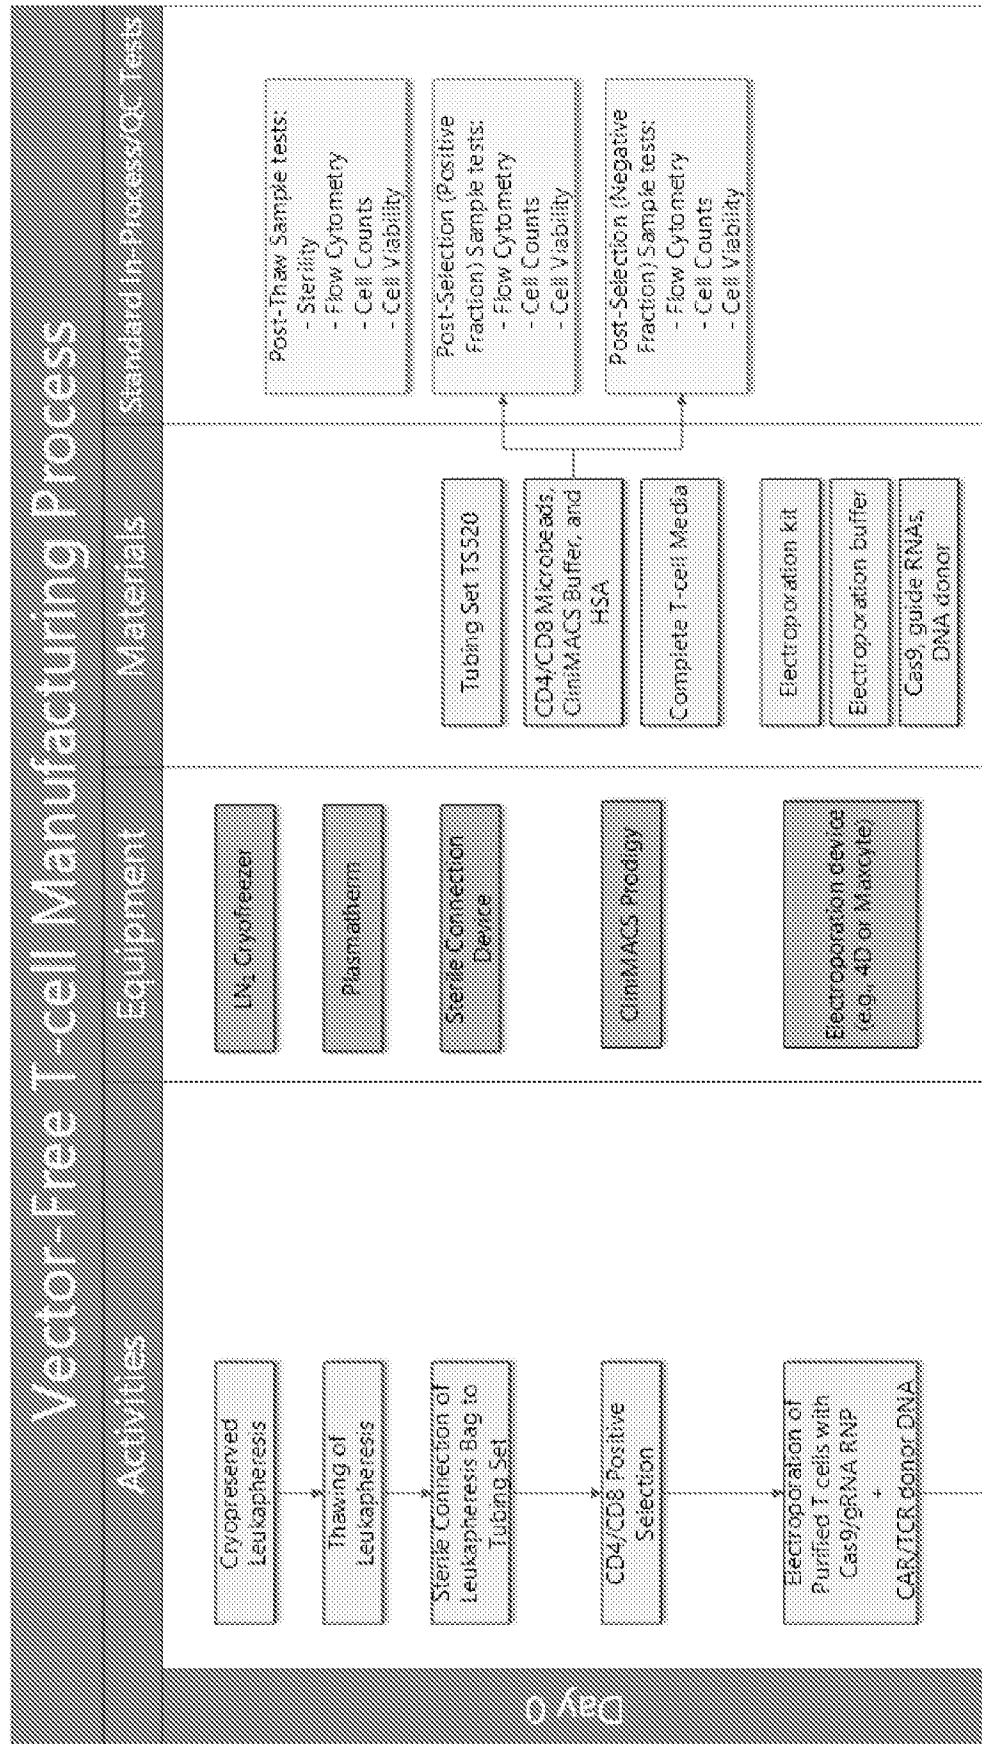 Vector-Free T-cell Manufacturing Process
Activities
Equipment
Materials
Standard In-Process/QC Tests
Day 0
Cryopreserved
Leukapheresis
Thawing of
Leukapheresis
Sterile Connection of
Leukapheresis Bag to
Tubing Set
CD4/CD8 Positive
Selection
Electroporation of
Purified T cells with
Cas9/gRNA RNP
+
CAR/TCR donor DNA
LN₂ Cryofreezer
Plasmatherm
Sterile Connection
Device
CliniMACS Prodigy
Electroporation device
(e.g., 4D or Maxcyte)
Tubing Set TS520
CD4/CD8 Microbeads,
CliniMACS Buffer, and
HSA
Complete T-cell Media
Electroporation kit
Electroporation buffer
Cas9, guide RNAs,
DNA donor
Post-Thaw Sample tests:
- Sterility
- Flow Cytometry
- Cell Counts
- Cell Viability
Post-Selection (Positive
Fraction) Sample tests:
- Flow Cytometry
- Cell Counts
- Cell Viability
Post-Selection (Negative
Fraction) Sample tests:
- Flow Cytometry
- Cell Counts
- Cell Viability